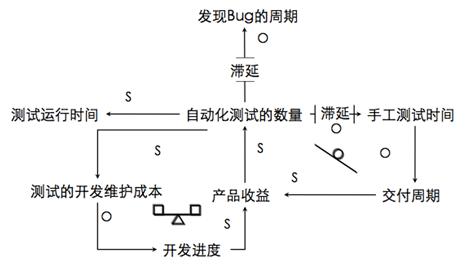 发现Bug的周期
○
滞延
S
测试运行时间
自动化测试的数量
滞延
手工测试时间
○
S
S
○
测试的开发维护成本
产品收益
S
交付周期
○
S
开发进度